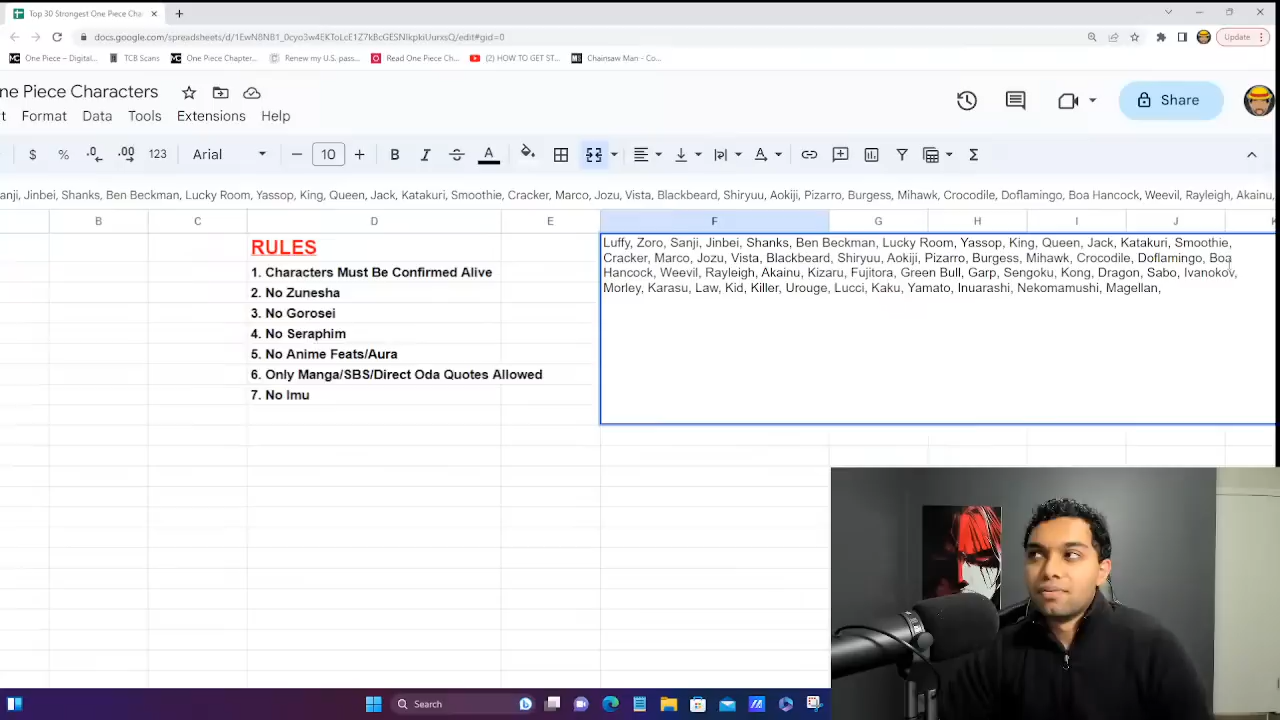 Top 30 Strongest One Piece Cha
docs.google.com/spreadsheets/d/1EwN8NB1_0cyo3w4EKToLcE1Z7kBcGESNlkpkiUurxsQ/edit#gid=0
Update
One Piece – Digital...
TCB Scans
One Piece Chapter...
Renew my U.S. pass...
Read One Piece Ch...
(2) HOW TO GET ST...
Chainsaw Man - Co...
ne Piece Characters
Share
t Format Data Tools Extensions Help
$ % .0 .00 123 Arial 10 B I A
anji, Jinbei, Shanks, Ben Beckman, Lucky Room, Yassop, King, Queen, Jack, Katakuri, Smoothie, Cracker, Marco, Jozu, Vista, Blackbeard, Shiryuu, Aokiji, Pizarro, Burgess, Mihawk, Crocodile, Doflamingo, Boa Hancock, Weevil, Rayleigh, Akainu,
B C D E F G H I J K
RULES
1. Characters Must Be Confirmed Alive
2. No Zunesha
3. No Gorosei
4. No Seraphim
5. No Anime Feats/Aura
6. Only Manga/SBS/Direct Oda Quotes Allowed
7. No Imu
Luffy, Zoro, Sanji, Jinbei, Shanks, Ben Beckman, Lucky Room, Yassop, King, Queen, Jack, Katakuri, Smoothie,
Cracker, Marco, Jozu, Vista, Blackbeard, Shiryuu, Aokiji, Pizarro, Burgess, Mihawk, Crocodile, Doflamingo, Boa
Hancock, Weevil, Rayleigh, Akainu, Kizaru, Fujitora, Green Bull, Garp, Sengoku, Kong, Dragon, Sabo, Ivanokov,
Morley, Karasu, Law, Kid, Killer, Urouge, Lucci, Kaku, Yamato, Inuarashi, Nekomamushi, Magellan,
Search